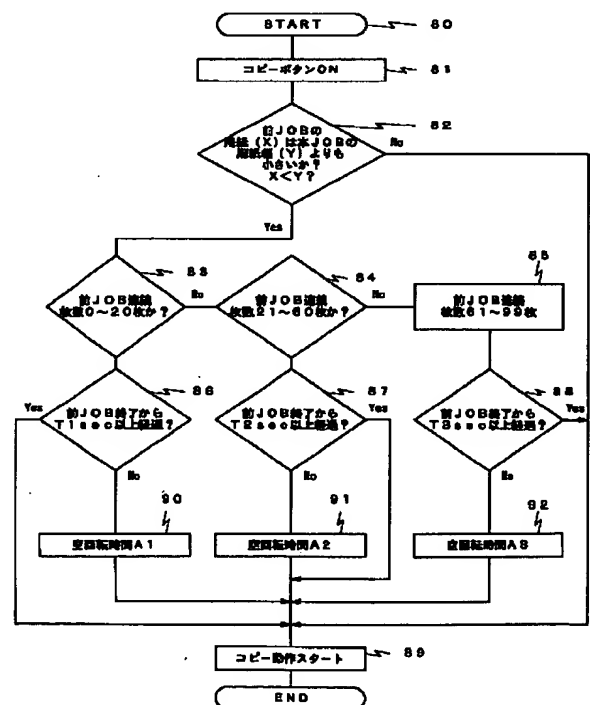 START
80
コピーボタンON
81
82
前JOBの
用紙(X)は本JOBの
用紙幅(Y)よりも
小さいか?
X<Y?
No
Yes
83
前JOB連続
枚数0~20枚か?
No
84
前JOB連続
枚数21~60枚か?
No
85
前JOB連続
枚数61~99枚
86
Yes
前JOB終了から
T1sec以上経過?
No
87
前JOB終了から
T2sec以上経過?
Yes
No
88
前JOB終了から
T3sec以上経過?
Yes
No
90
空回転時間A1
91
空回転時間A2
92
空回転時間A3
コピー動作スタート
89
END